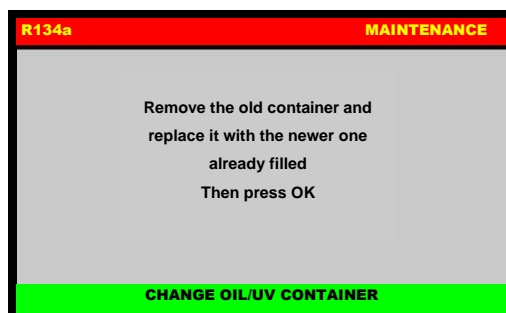 R134a MAINTENANCE
Remove the old container and
replace it with the newer one
already filled
Then press OK
CHANGE OIL/UV CONTAINER